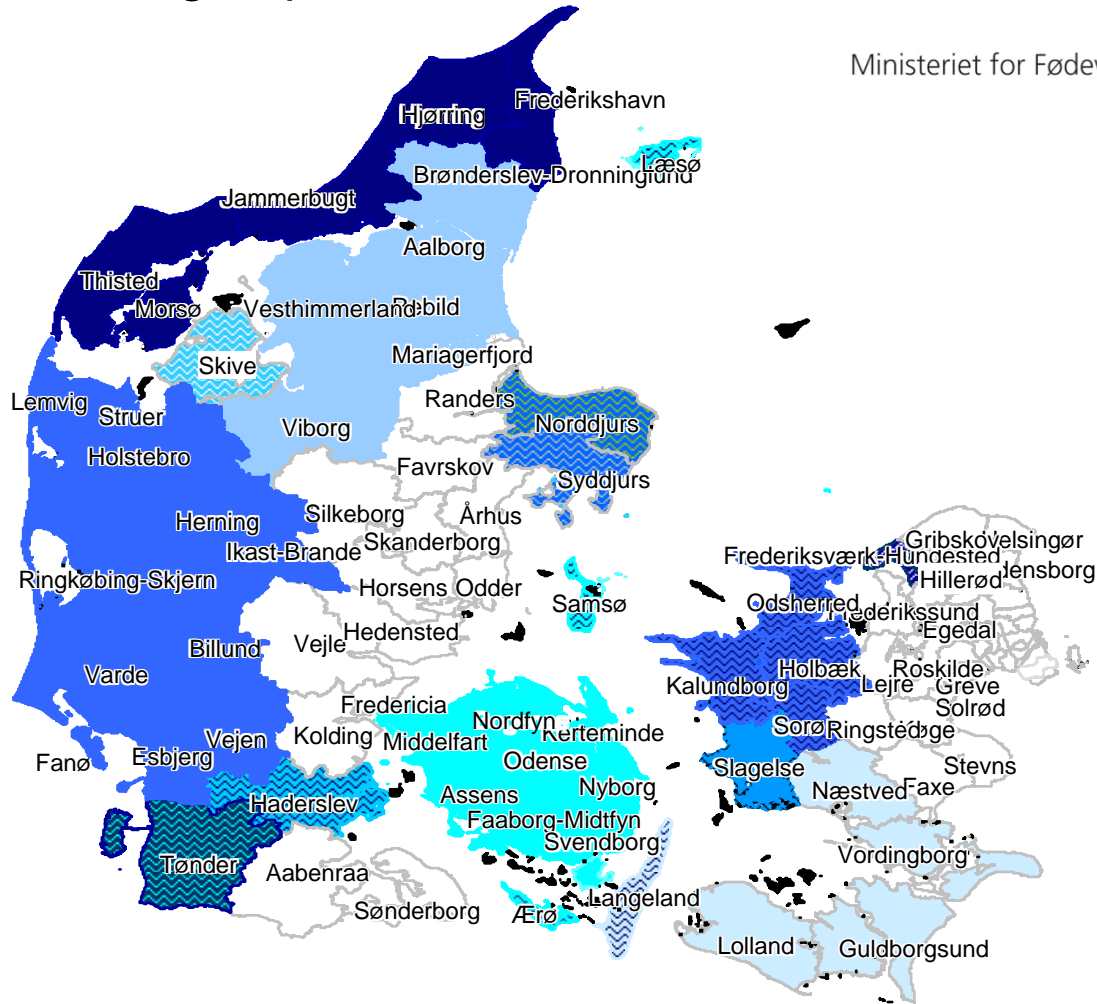 Ministeriet for Fødev
Frederikshavn
Hjørring
Læsø
Brønderslev-Dronninglund
Jammerbugt
Aalborg
Thisted
Morsø
Vesthimmerland
Rebild
Mariagerfjord
Skive
Lemvig
Struer
Randers
Norddjurs
Viborg
Holstebro
Favrskov
Syddjurs
Silkeborg
Århus
Herning
Skanderborg
Ikast-Brande
Gribskov
Frederiksværk-Hundested
Hillerød
Ringkøbing-Skjern
Horsens
Odder
Samsø
Odsherred
Frederikssund
Egedal
Hedensted
Vejle
Billund
Varde
Holbæk
Roskilde
Kalundborg
Lejre
Greve
Solrød
Fredericia
Nordfyn
Kerteminde
Sorø
Ringsted
Kolding
Middelfart
Vejen
Esbjerg
Fanø
Odense
Slagelse
Stevns
Nyborg
Næstved
Faxe
Assens
Haderslev
Faaborg-Midtfyn
Svendborg
Vordingborg
Tønder
Aabenraa
Langeland
Sønderborg
Ærø
Lolland
Guldborgsund